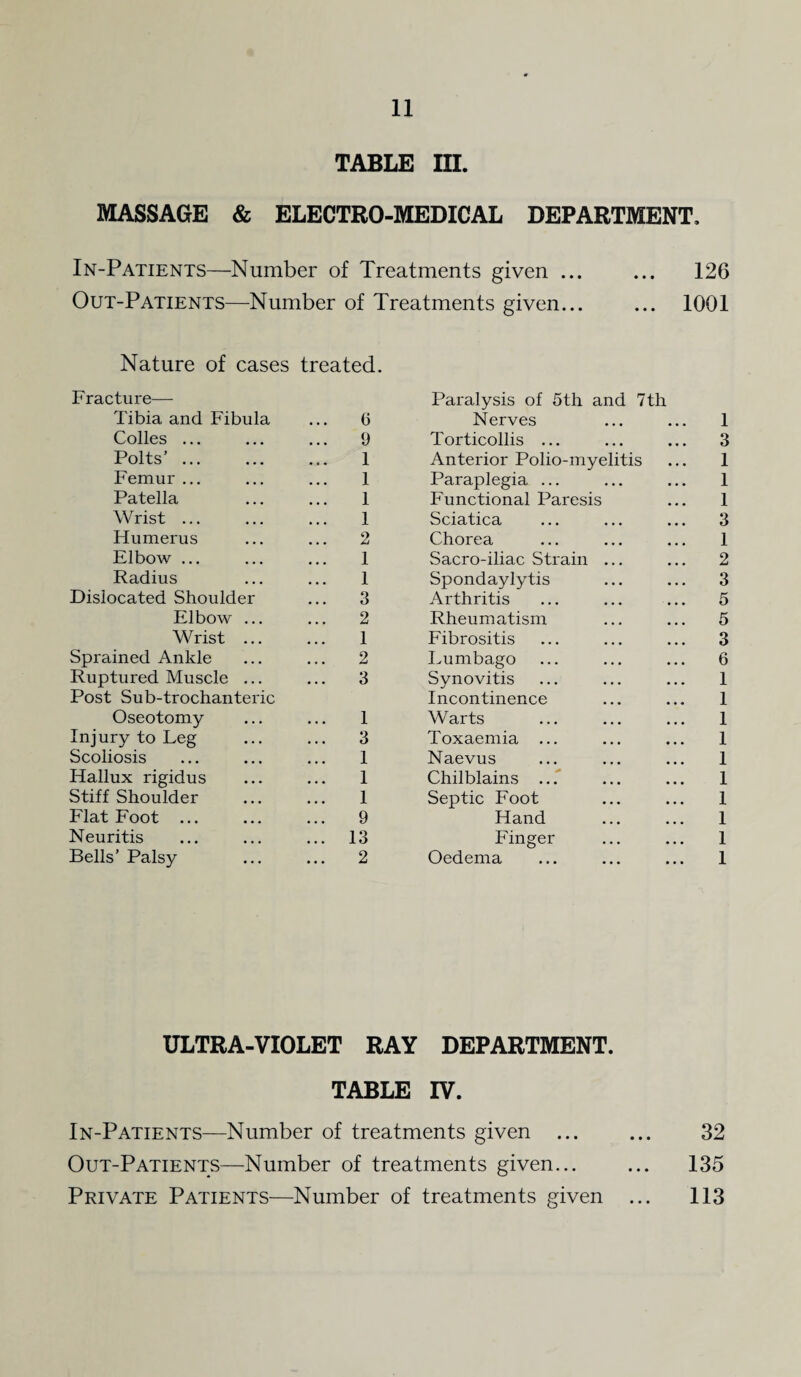 11
TABLE III.
MASSAGE & ELECTRO-MEDICAL DEPARTMENT.
In-Patients—Number of Treatments given ... ... 126
Out-Patients—Number of Treatments given... ... 1001
Nature of cases treated.
Fracture—
Tibia and Fibula ... 6
Colles ... ... ... 9
Polts' ... ... ... 1
Femur ... ... ... 1
Patella ... ... 1
Wrist ... ... ... 1
Humerus ... ... 2
Elbow ... ... ... 1
Radius ... ... 1
Dislocated Shoulder ... 3
Elbow ... ... 2
Wrist ... ... 1
Sprained Ankle ... ... 2
Ruptured Muscle ... ... 3
Post Sub-trochanteric
Oseotomy ... ... 1
Injury to Leg ... ... 3
Scoliosis ... ... ... 1
Hallux rigidus ... ... 1
Stiff Shoulder ... ... 1
Flat Foot ... ... ... 9
Neuritis ... ... ... 13
Bells' Palsy ... ... 2
Paralysis of 5th and 7th
Nerves ... ... 1
Torticollis ... ... ... 3
Anterior Polio-myelitis ... 1
Paraplegia ... ... ... 1
Functional Paresis ... 1
Sciatica ... ... ... 3
Chorea ... ... ... 1
Sacro-iliac Strain ... ... 2
Spondaylytis ... ... 3
Arthritis ... ... ... 5
Rheumatism ... ... 5
Fibrositis ... ... ... 3
Lumbago ... ... ... 6
Synovitis ... ... ... 1
Incontinence ... ... 1
Warts ... ... ... 1
Toxaemia ... ... ... 1
Naevus ... ... ... 1
Chilblains ... ... ... 1
Septic Foot ... ... 1
Hand ... ... 1
Finger ... ... 1
Oedema ... ... ... 1
ULTRA-VIOLET RAY DEPARTMENT.
TABLE IV.
In-Patients—Number of treatments given ... ... 32
Out-Patients—Number of treatments given... ... 135
Private Patients—Number of treatments given ... 113